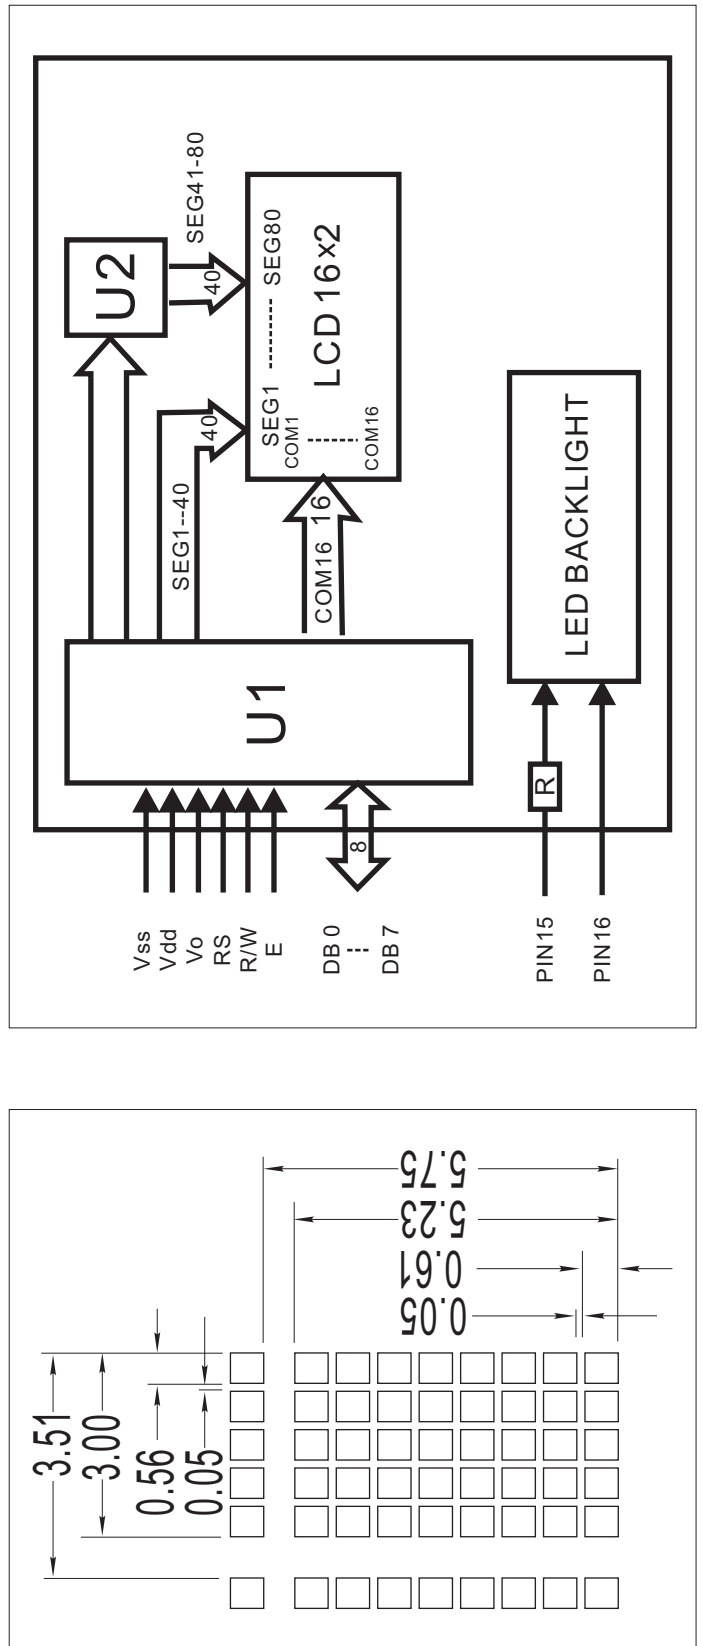 Vss
Vdd
Vo
RS
R/W
E
DB 0
DB 7
8
U1
SEG1--40
40
COM16
16
U2
SEG41-80
40
SEG1
SEG80
COM1
COM16
LCD 16×2
PIN15
PIN16
R
LED BACKLIGHT
3.51
3.00
0.56
0.05
5.75
5.23
0.61
0.05